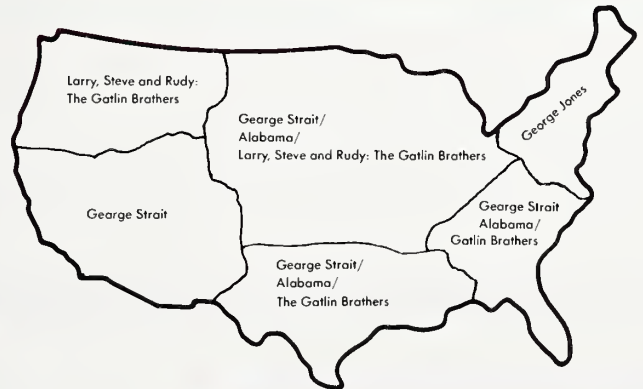 Larry, Steve and Rudy:
The Gatlin Brothers
George Strait/
Alabama/
Larry, Steve and Rudy: The Gatlin Brothers
George Jones
George Strait
George Strait
Alabama/
Gatlin Brothers
George Strait/
Alabama/
The Gatlin Brothers